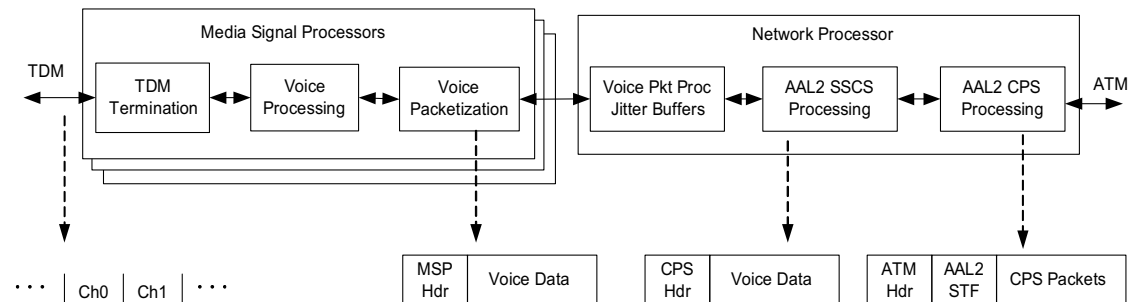 Media Signal Processors
Network Processor
TDM
TDM
Termination
Voice
Processing
Voice
Packetization
Voice Pkt Proc
Jitter Buffers
AAL2 SSCS
Processing
AAL2 CPS
Processing
ATM
· · ·
Ch0
Ch1
· · ·
MSP
Hdr
Voice Data
CPS
Hdr
Voice Data
ATM
Hdr
AAL2
STF
CPS Packets